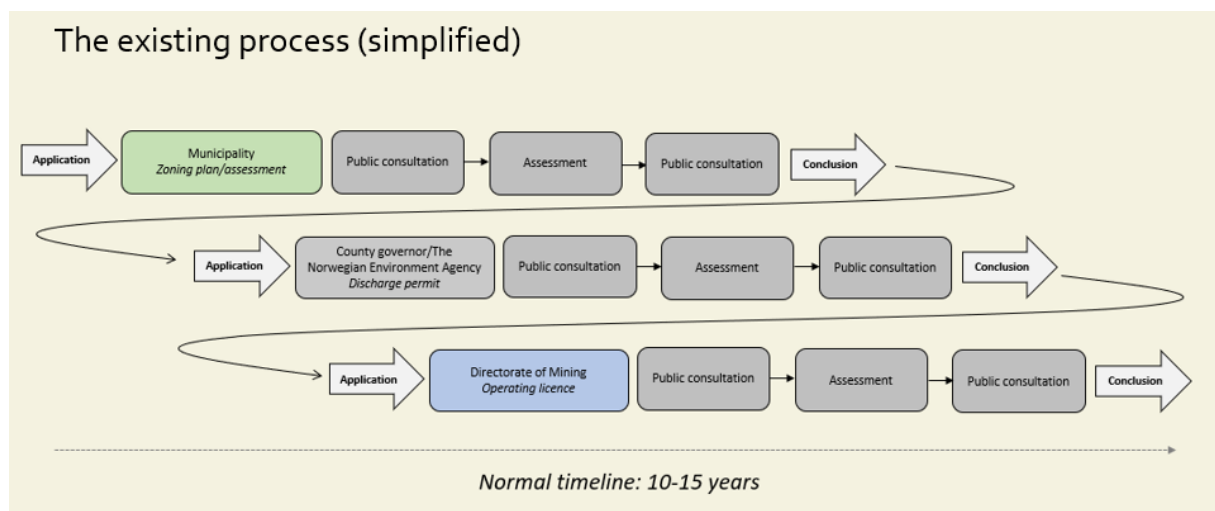 The existing process (simplified)
Application
Municipality
Zoning plan/assessment
Public consultation
Assessment
Public consultation
Conclusion
Application
County governor/The
Norwegian Environment Agency
Discharge permit
Public consultation
Assessment
Public consultation
Conclusion
Application
Directorate of Mining
Operating licence
Public consultation
Assessment
Public consultation
Conclusion
Normal timeline: 10-15 years